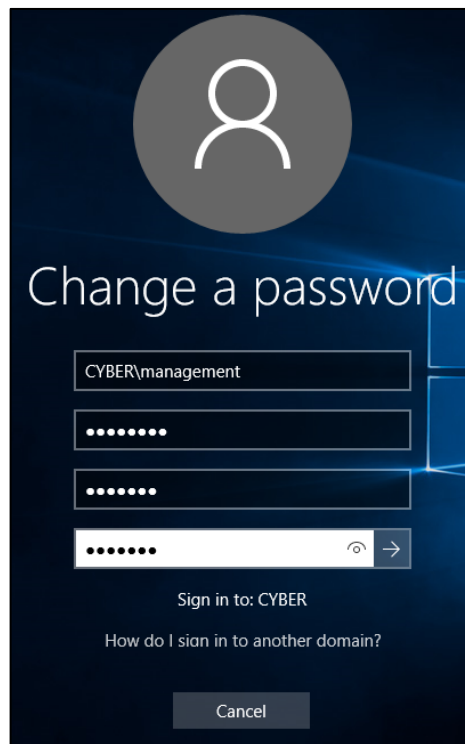 Change a password
CYBER\management
••••••••
•••••••
•••••••
Sign in to: CYBER
How do I sign in to another domain?
Cancel